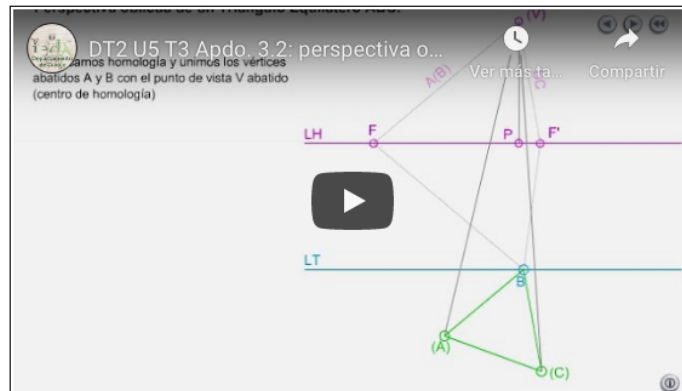 Perspectiva Oblicua de un Triángulo Equilátero ABC.
DT2 U5 T3 Apdo. 3.2: perspectiva o…
Ver más ta…
Compartir
amos homología y unimos los vértices
abatidos A y B con el punto de vista V abatido
(centro de homología)
(V)
A(B)
LH
F
P
F'
LT
B
(A)
(C)